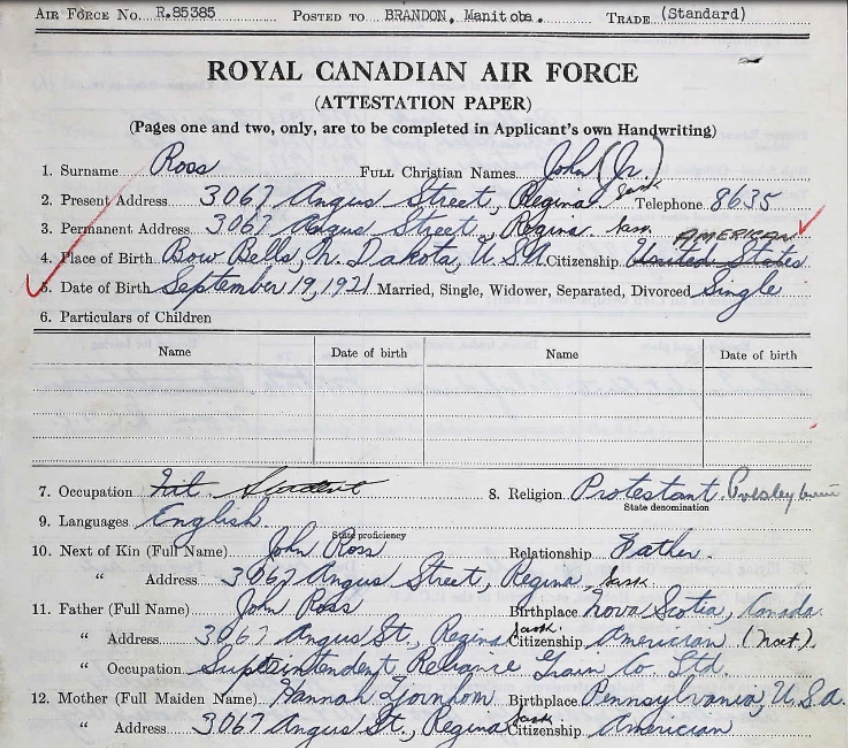 AIR FORCE NO. R.85385 POSTED TO BRANDON, Manitoba. TRADE (Standard)
ROYAL CANADIAN AIR FORCE
(ATTESTATION PAPER)
(Pages one and two, only, are to be completed in Applicant's own Handwriting)
1. Surname Ross FULL Christian Names John (Jr.)
2. Present Address 3067 Angus Street, Regina Sask Telephone 8635
3. Permanent Address 3067 Angus Street, Regina Sask.
AMERICAN
4. Place of Birth Bow Bells, N. Dakota, U.S.A Citizenship United States
5. Date of Birth September 19, 1921 Married, Single, Widower, Separated, Divorced Single
6. Particulars of Children
Name Date of birth Name Date of birth
7. Occupation Student 8. Religion Protestant. Presbyterian
State denomination
9. Languages English
State proficiency
10. Next of Kin (Full Name) John Ross Relationship Father.
" Address 3067 Angus Street, Regina Sask
11. Father (Full Name) John Ross Birthplace Nova Scotia, Canada.
" Address 3067 Angus St., Regina Sask. Citizenship American (Nat).
" Occupation Suptrintendent Reliance Grain Co. Ltd.
12. Mother (Full Maiden Name) Hannah Birthplace Pennsylvania, U.S.A.
" Address 3067 Angus St., Regina Sask Citizenship American